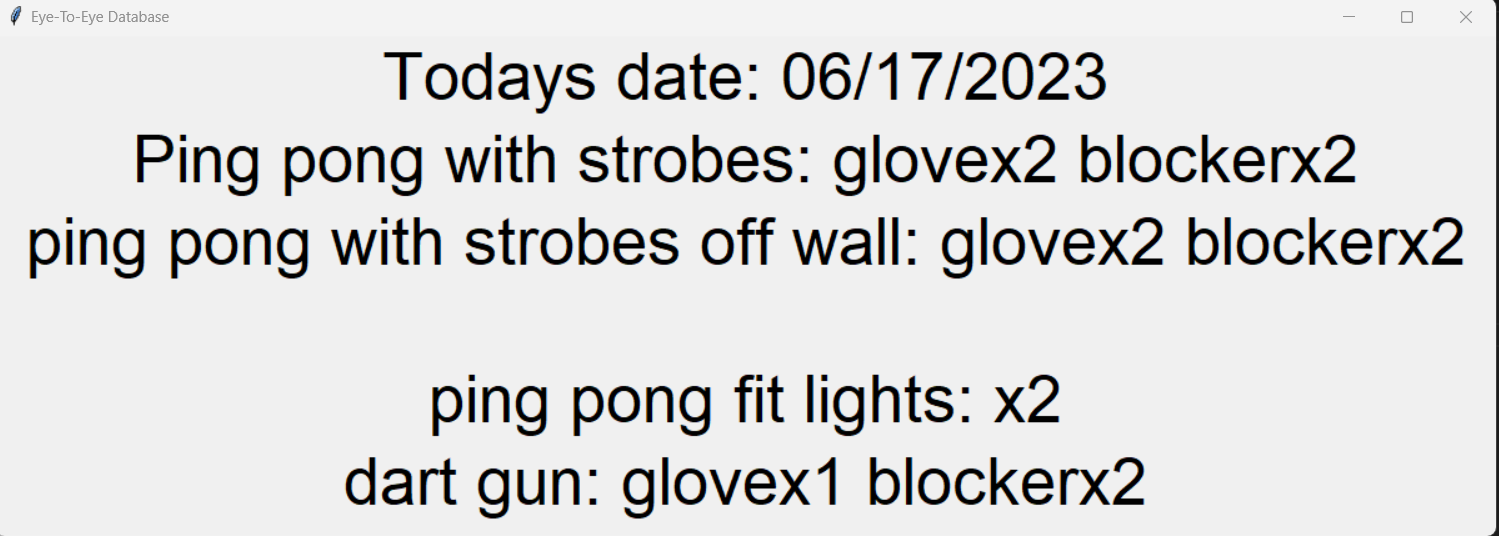 Eye-To-Eye Database
Todays date: 06/17/2023
Ping pong with strobes: glovex2 blockerx2
ping pong with strobes off wall: glovex2 blockerx2
ping pong fit lights: x2
dart gun: glovex1 blockerx2